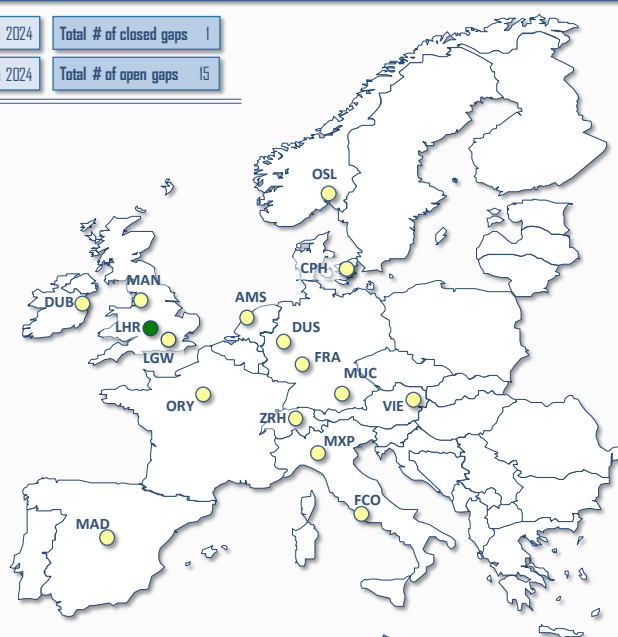 2024
Total # of closed gaps 1
2024
Total # of open gaps 15
OSL
CPH
MAN
DUB
AMS
LHR
DUS
LGW
FRA
MUC
ORY
VIE
ZRH
MXP
FCO
MAD